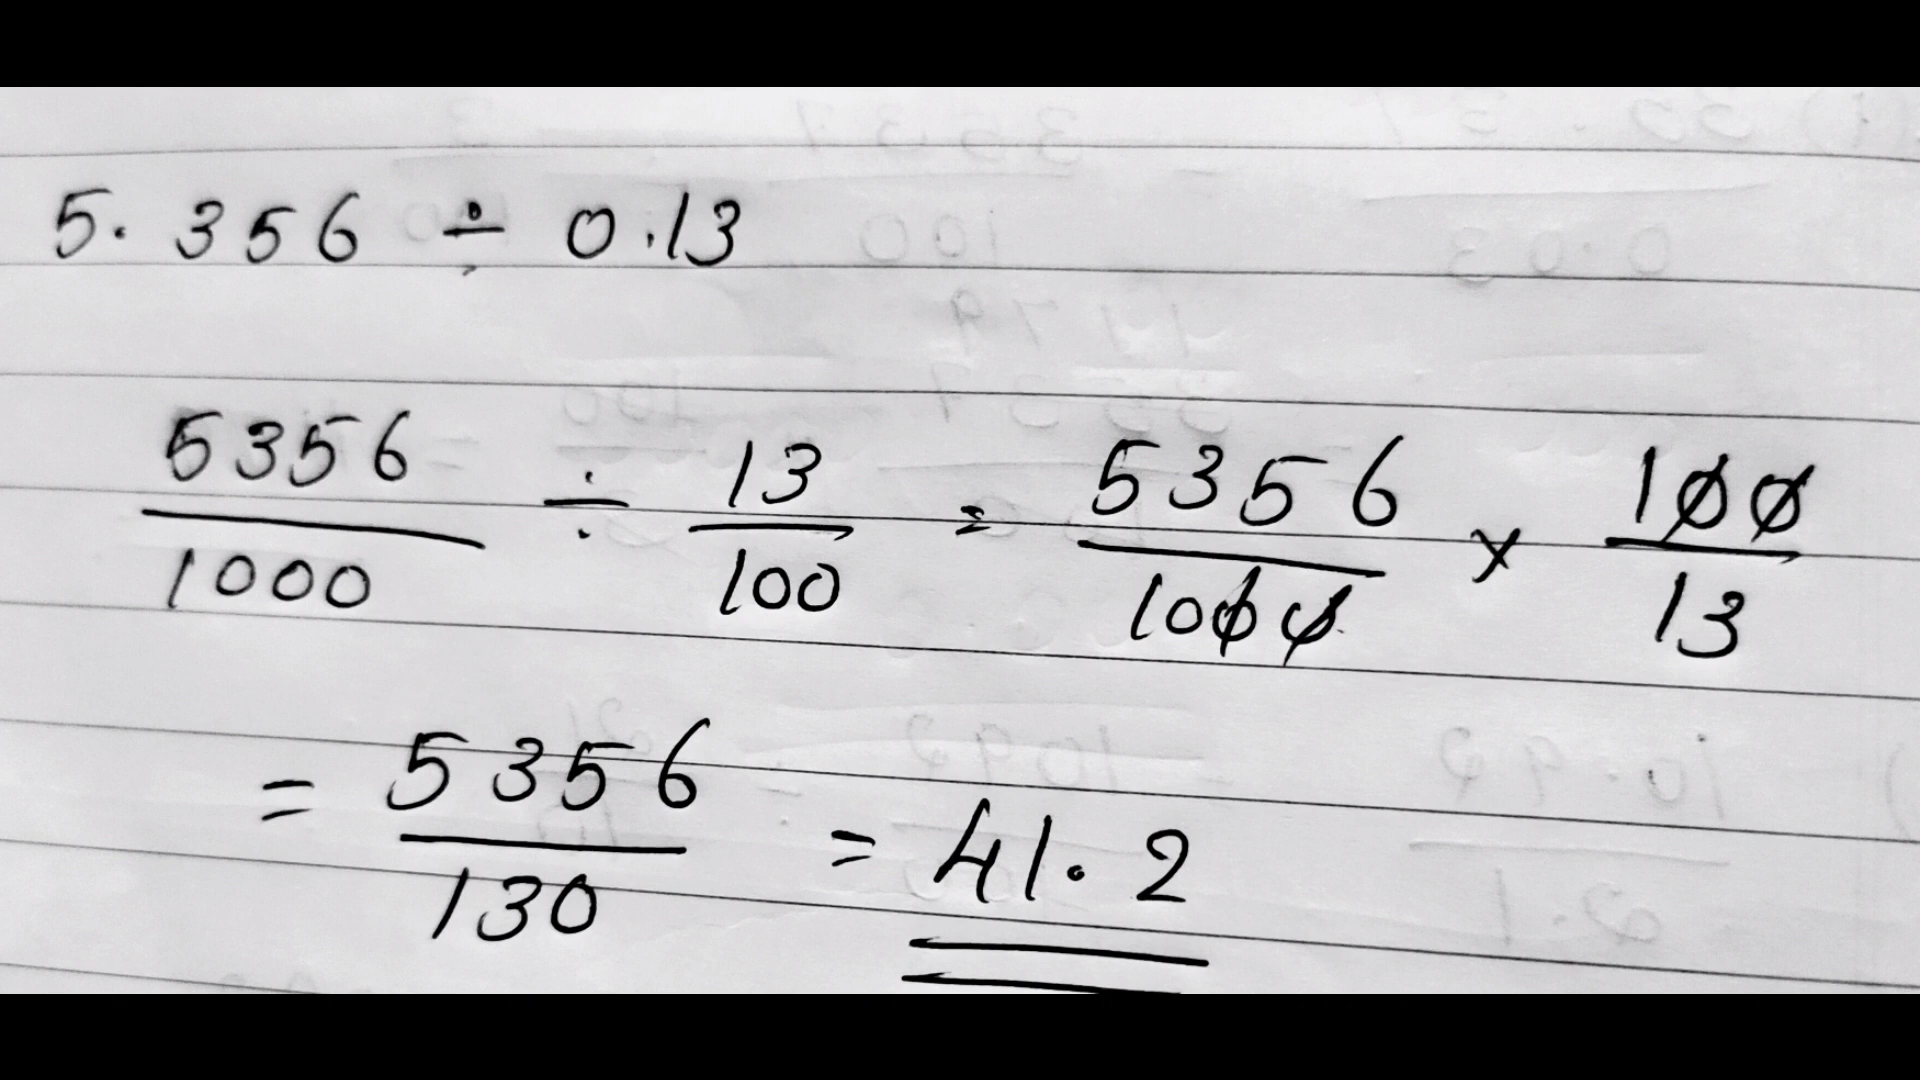 5.356 ÷ 0.13
5356/1000 ÷ 13/100 = 5356/1000 × 100/13
= 5356/130 = 41.2